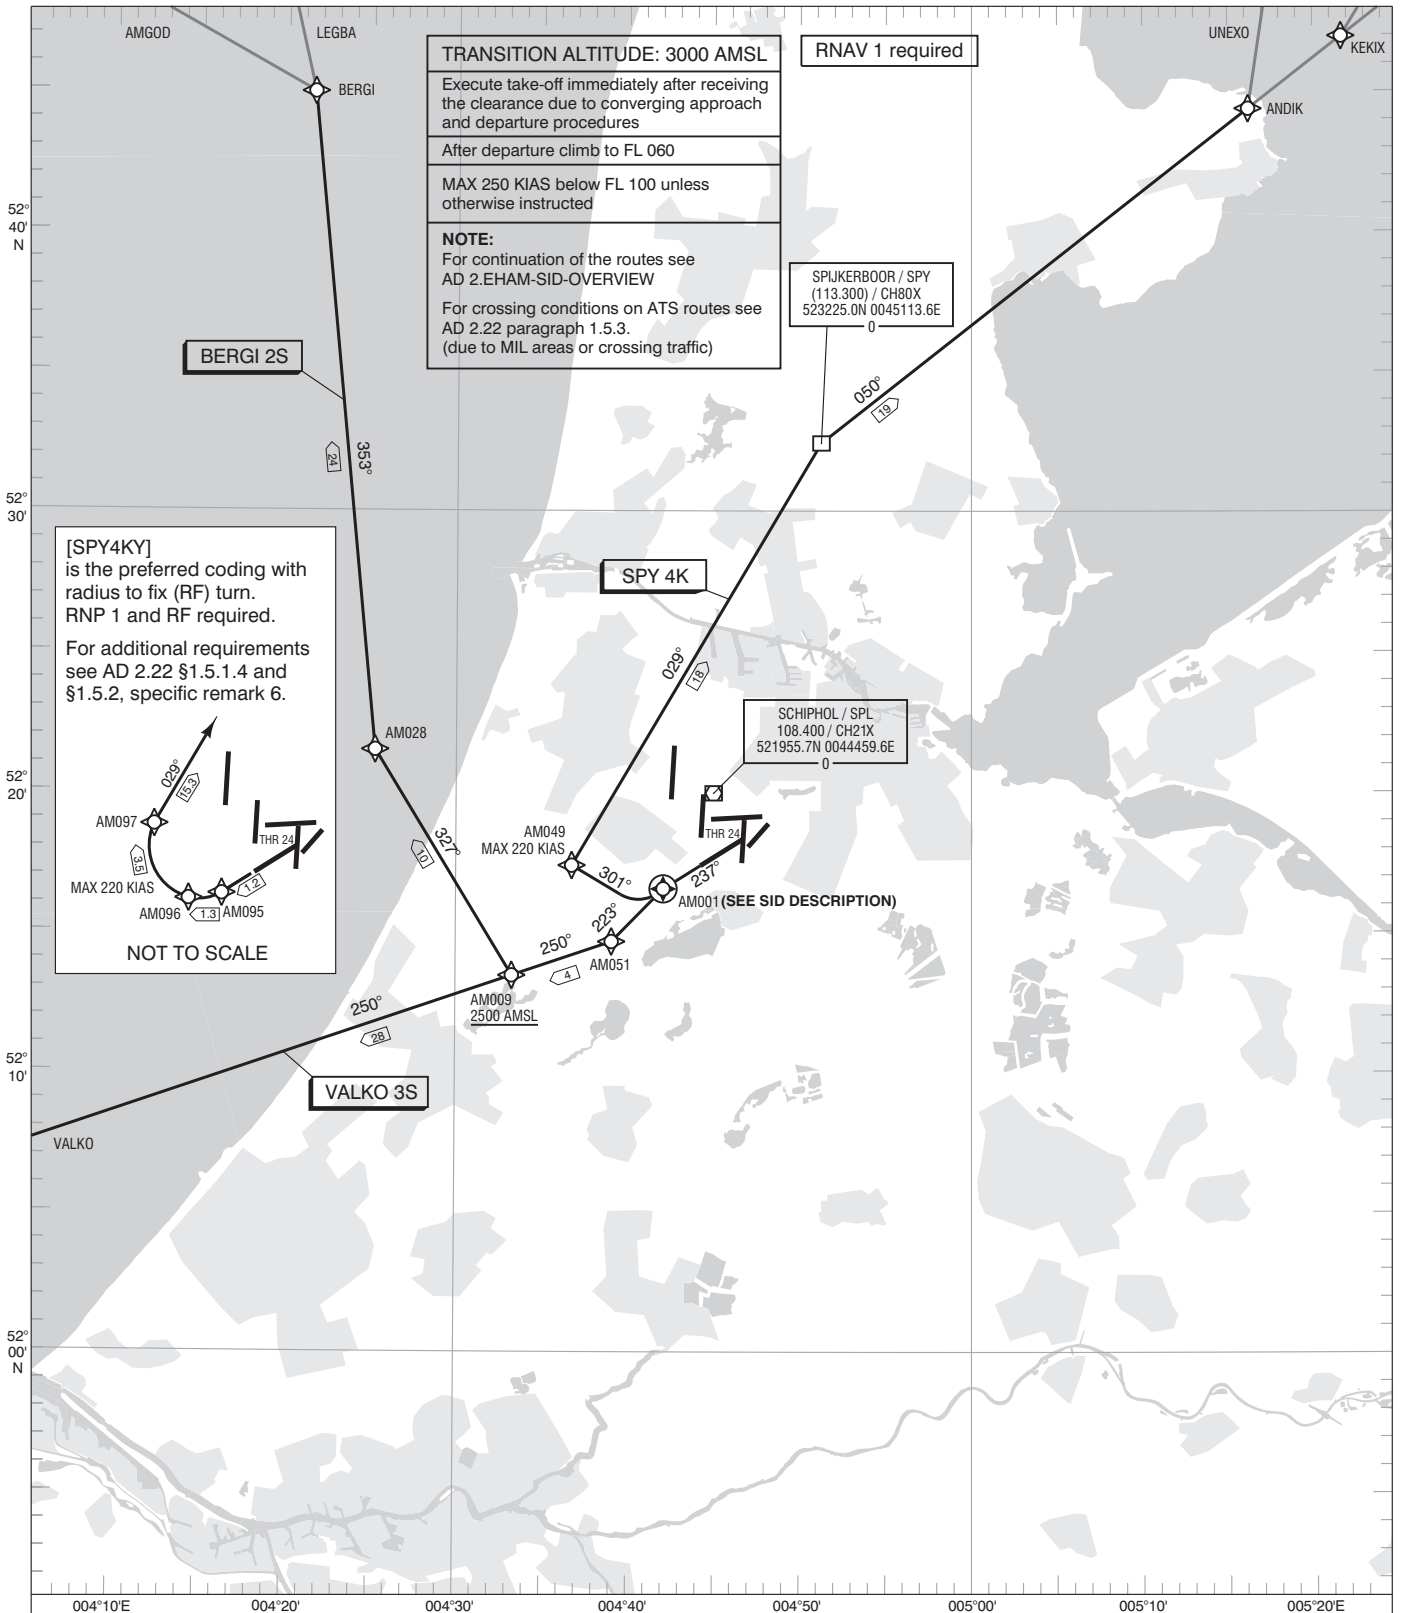 AMGOD
LEGBA
BERGI
TRANSITION ALTITUDE: 3000 AMSL
Execute take-off immediately after receiving
the clearance due to converging approach
and departure procedures
After departure climb to FL 060
MAX 250 KIAS below FL 100 unless
otherwise instructed
NOTE:
For continuation of the routes see
AD 2.EHAM-SID-OVERVIEW
For crossing conditions on ATS routes see
AD 2.22 paragraph 1.5.3.
(due to MIL areas or crossing traffic)
RNAV 1 required
UNEXO
KEKIX
ANDIK
52°
40'
N
SPIJKERBOOR / SPY
(113.300) / CH80X
523225.0N 0045113.6E
0
BERGI 2S
050°
19
353°
24
52°
30'
[SPY4KY]
is the preferred coding with
radius to fix (RF) turn.
RNP 1 and RF required.
For additional requirements
see AD 2.22 §1.5.1.4 and
§1.5.2, specific remark 6.
029°
15.3
AM097
3.5
THR 24
MAX 220 KIAS
1.2
AM096
1.3
AM095
NOT TO SCALE
SPY 4K
029°
18
SCHIPHOL / SPL
108.400 / CH21X
521955.7N 0044459.6E
0
AM028
52°
20'
327°
10
AM049
MAX 220 KIAS
THR 24
301°
237°
AM001 (SEE SID DESCRIPTION)
223°
250°
4
AM051
AM009
2500 AMSL
250°
28
52°
10'
VALKO 3S
VALKO
52°
00'
N
004°10'E
004°20'
004°30'
004°40'
004°50'
005°00'
005°10'
005°20'E